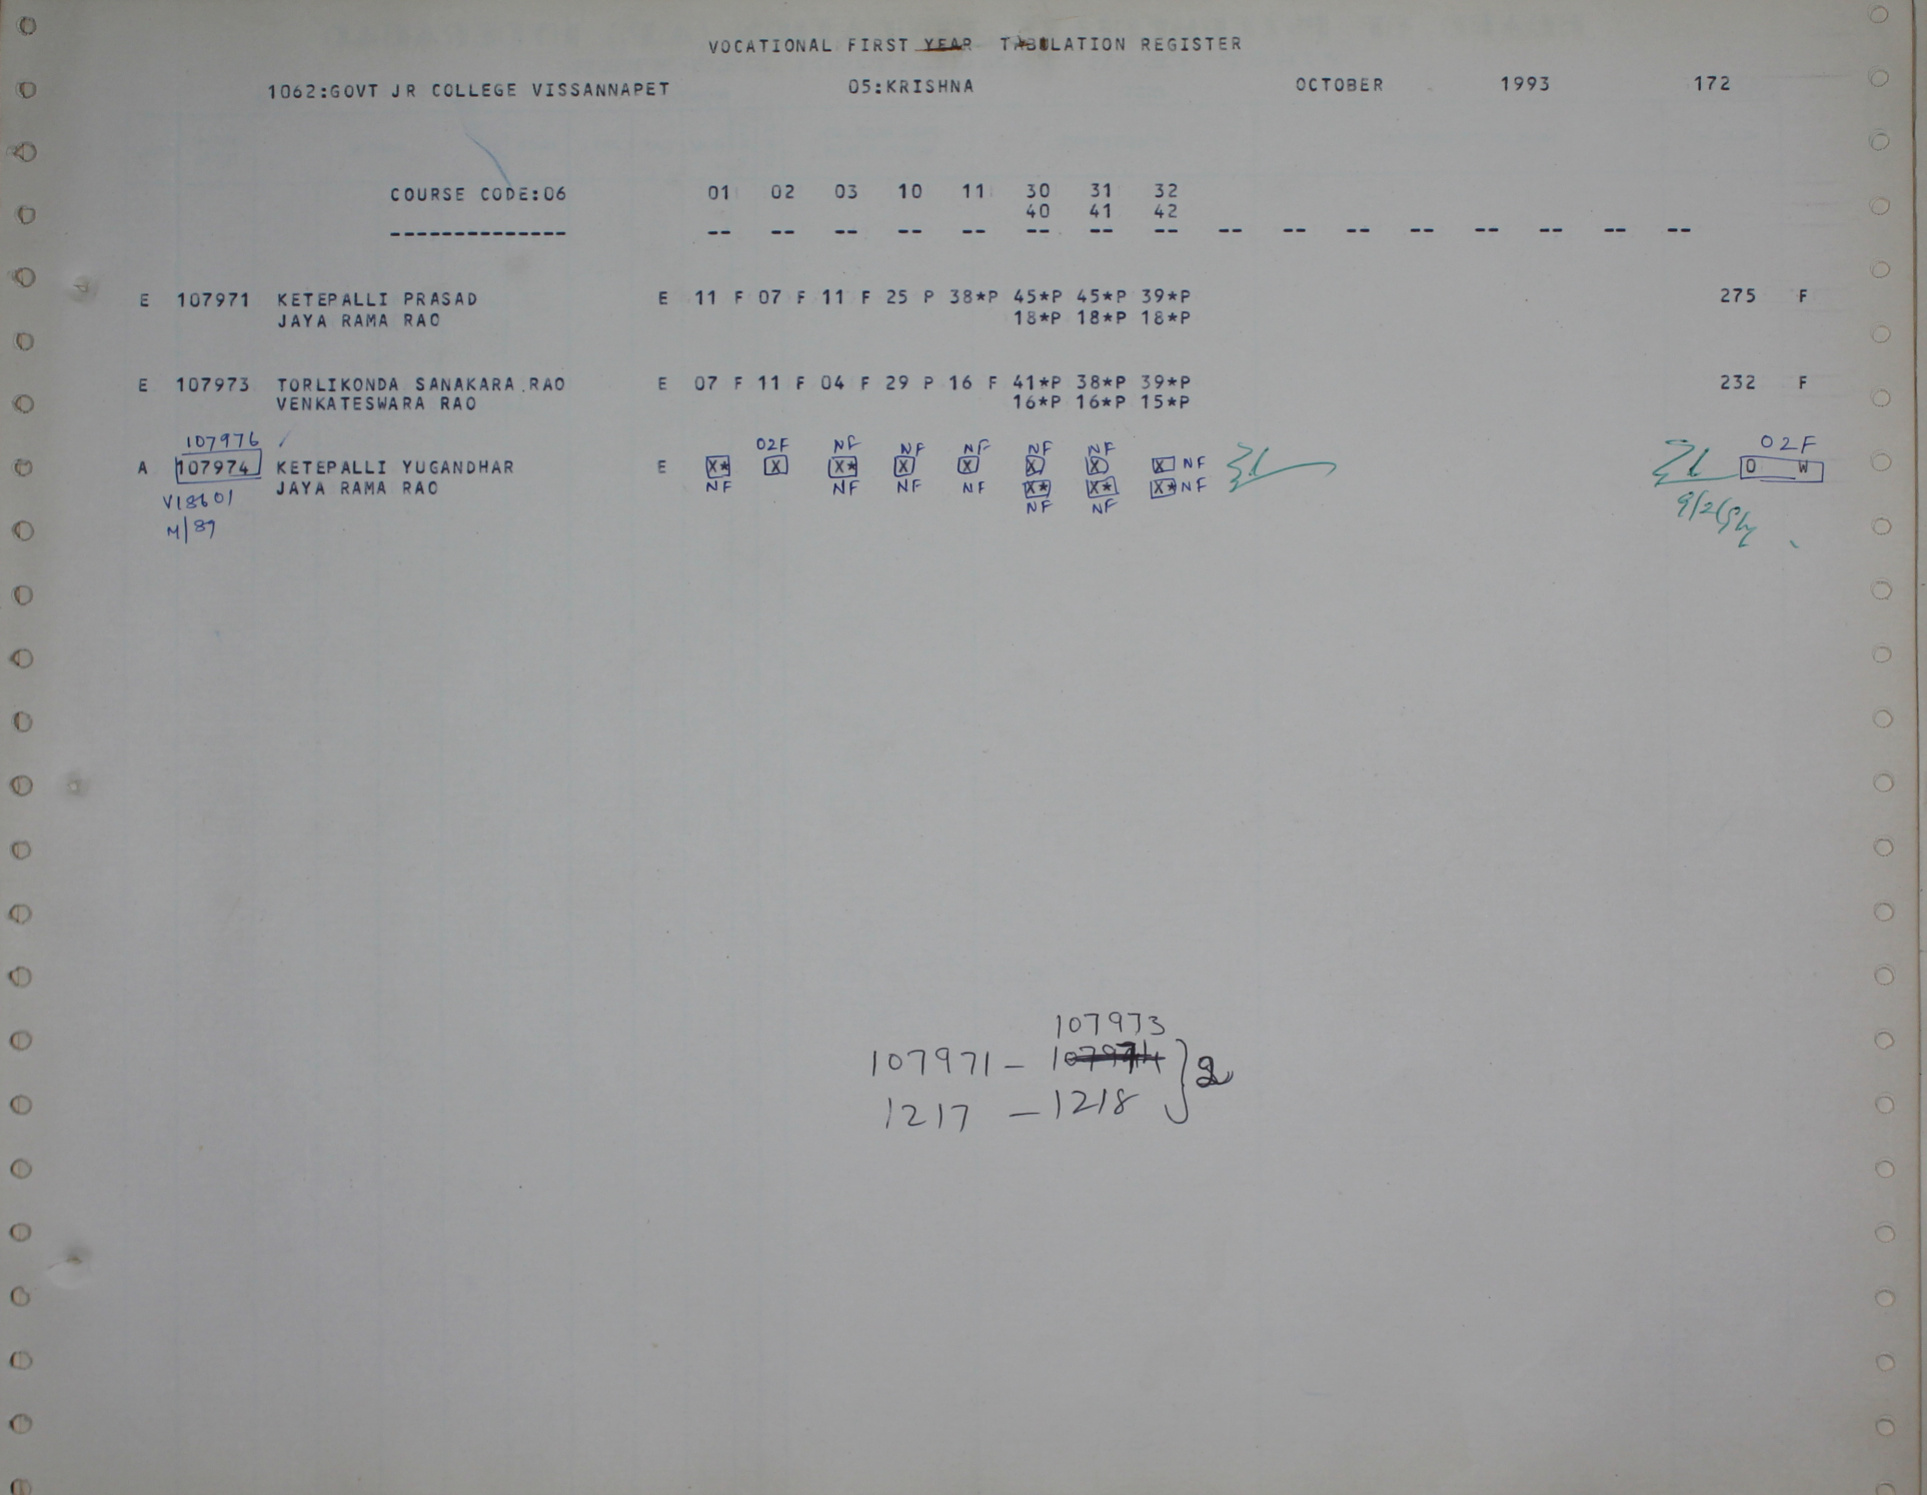 VOCATIONAL FIRST YEAR TABULATION REGISTER
1062:GOVT JR COLLEGE VISSANNAPET 05:KRISHNA OCTOBER 1993 172
COURSE CODE:06 01 02 03 10 11 30 31 32
40 41 42
-------------- -- -- -- -- -- -- -- -- -- -- -- -- -- -- -- --
E 107971 KETEPALLI PRASAD E 11 F 07 F 11 F 25 P 38*P 45*P 45*P 39*P 275 F
JAYA RAMA RAO 18*P 18*P 18*P
E 107973 TORLIKONDA SANAKARA RAO E 07 F 11 F 04 F 29 P 16 F 41*P 38*P 39*P 232 F
VENKATESWARA RAO 16*P 16*P 15*P
107976 02F NF NF NF NF NF 02F
A 107974 KETEPALLI YUGANDHAR E X* X X* X X X X X NF 0 W
JAYA RAMA RAO NF NF NF NF X* X* X* NF
V18601 NF NF
M/89
107973
107971 - 107974 } 2
1217 - 1218